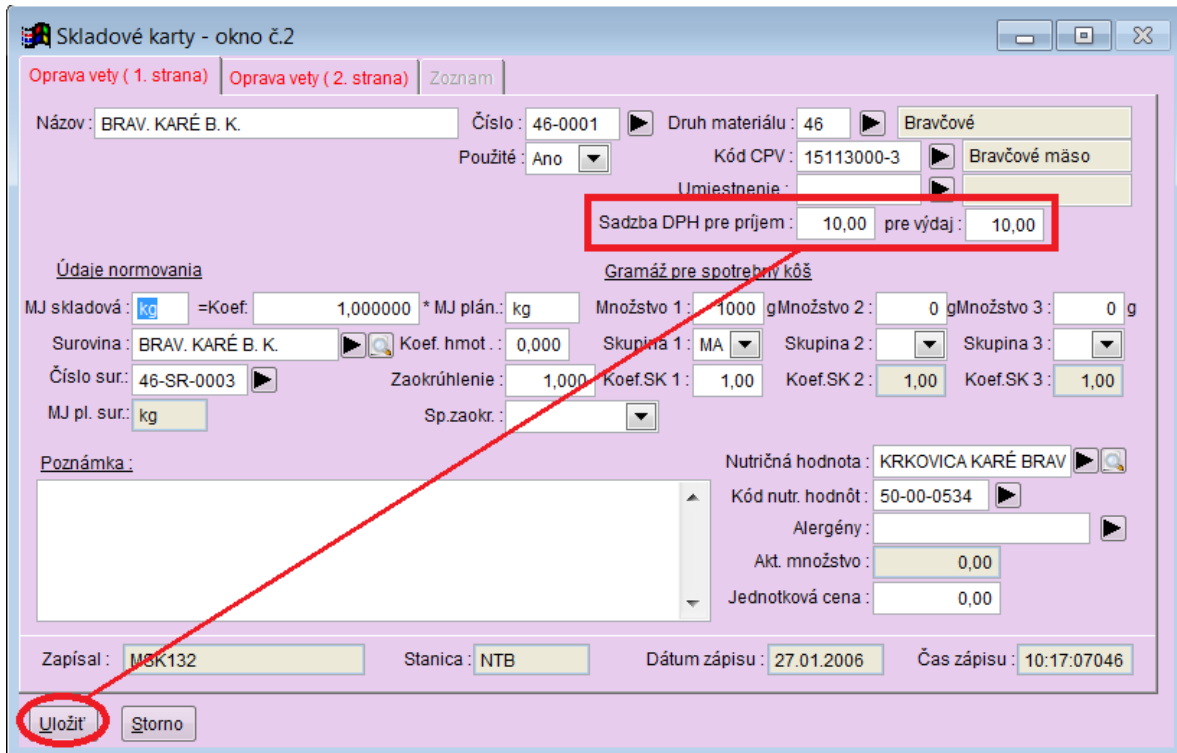 Skladové karty - okno č.2
Oprava vety ( 1. strana) Oprava vety ( 2. strana) Zoznam
Názov : BRAV. KARÉ B. K. Číslo : 46-0001 Druh materiálu : 46 Bravčové
Použité : Ano Kód CPV : 15113000-3 Bravčové mäso
Umiestnenie :
Sadzba DPH pre príjem : 10,00 pre výdaj : 10,00
Údaje normovania Gramáž pre spotrebný kôš
MJ skladová : kg =Koef: 1,000000 * MJ plán.: kg Množstvo 1 : 1000 g Množstvo 2 : 0 g Množstvo 3 : 0 g
Surovina : BRAV. KARÉ B. K. Koef. hmot . : 0,000 Skupina 1 : MA Skupina 2 : Skupina 3 :
Číslo sur.: 46-SR-0003 Zaokrúhlenie : 1,000 Koef.SK 1 : 1,00 Koef.SK 2 : 1,00 Koef.SK 3 : 1,00
MJ pl. sur.: kg Sp.zaokr. :
Poznámka : Nutričná hodnota : KRKOVICA KARÉ BRAV
Kód nutr. hodnôt : 50-00-0534
Alergény :
Akt. množstvo : 0,00
Jednotková cena : 0,00
Zapísal : MSK132 Stanica : NTB Dátum zápisu : 27.01.2006 Čas zápisu : 10:17:07046
Uložiť Storno